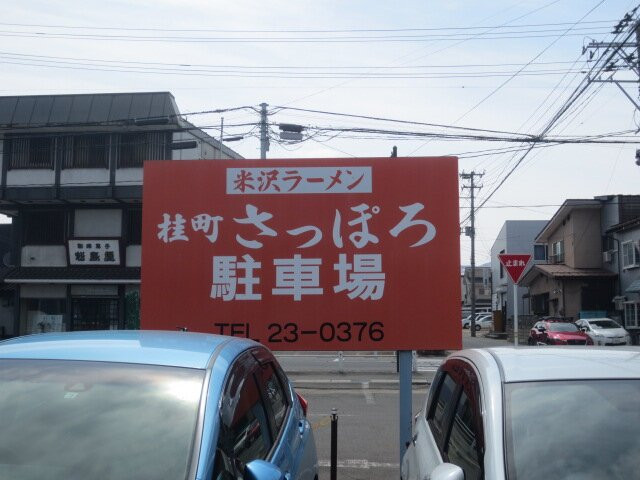 米沢ラーメン
桂町 さっぽろ
駐車場
TEL 23-0376
止まれ